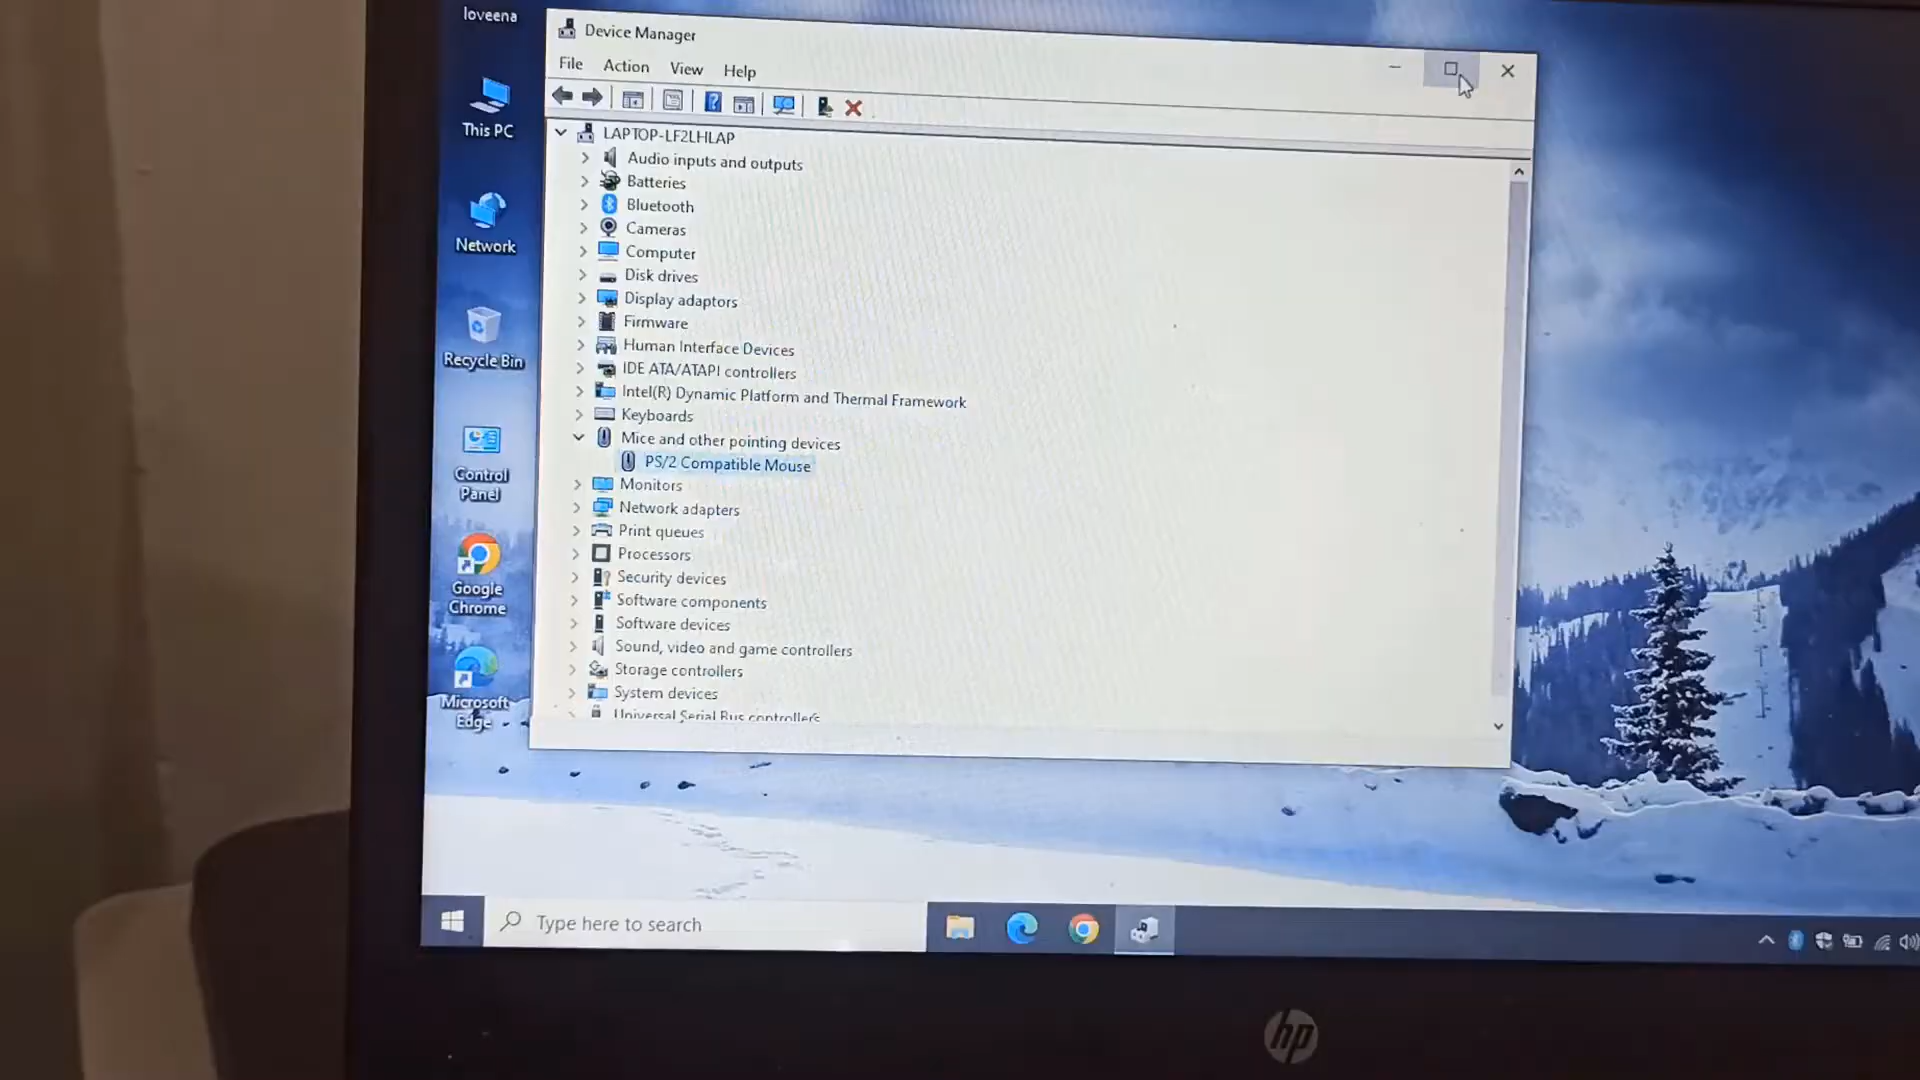 loveena
This PC
Network
Recycle Bin
Control
Panel
Google
Chrome
Microsoft
Edge
Device Manager
File Action View Help
LAPTOP-LF2LHLAP
Audio inputs and outputs
Batteries
Bluetooth
Cameras
Computer
Disk drives
Display adaptors
Firmware
Human Interface Devices
IDE ATA/ATAPI controllers
Intel(R) Dynamic Platform and Thermal Framework
Keyboards
Mice and other pointing devices
PS/2 Compatible Mouse
Monitors
Network adapters
Print queues
Processors
Security devices
Software components
Software devices
Sound, video and game controllers
Storage controllers
System devices
Universal Serial Bus controllers
Type here to search
hp